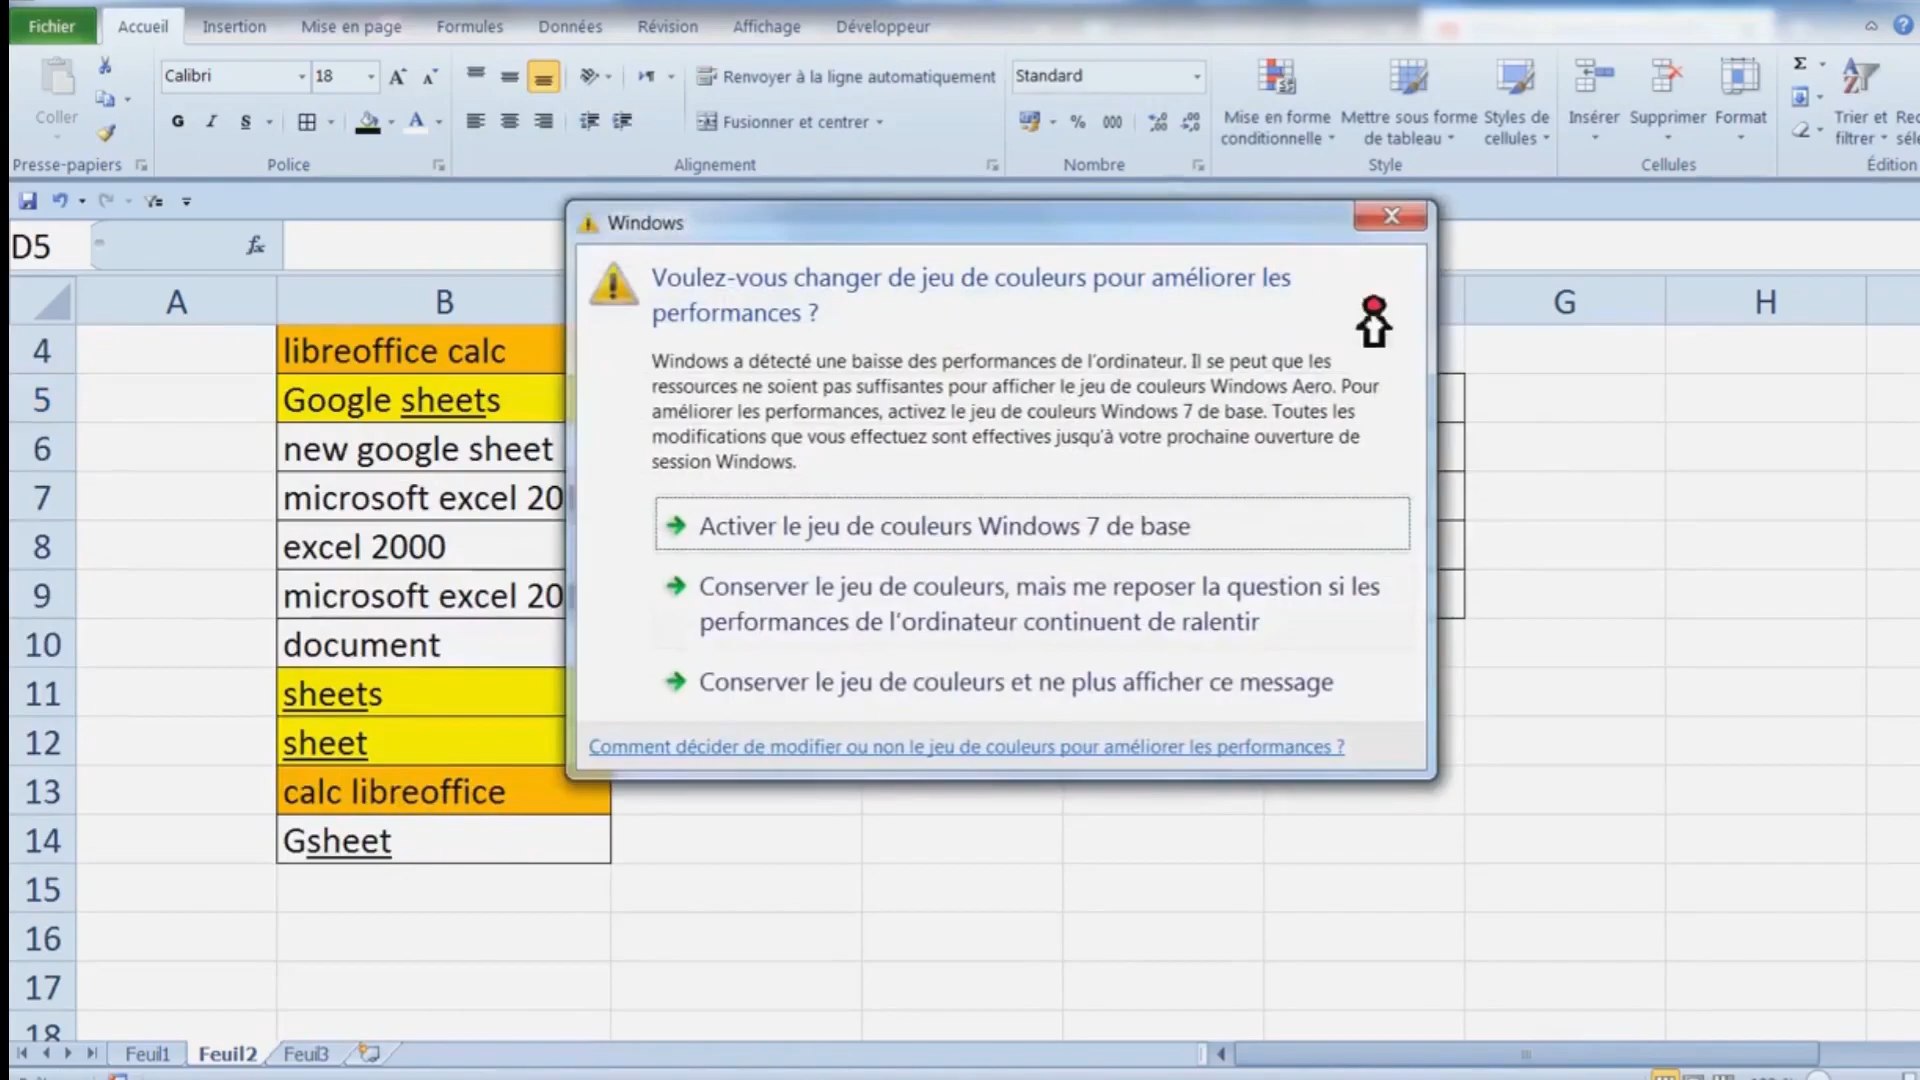 Fichier Accueil Insertion Mise en page Formules Données Révision Affichage Développeur
Coller
Calibri 18
Renvoyer à la ligne automatiquement
Standard
G I S
Fusionner et centrer
% 000
Mise en forme conditionnelle
Mettre sous forme de tableau
Styles de cellules
Insérer Supprimer Format
Σ
Trier et filtrer
Presse-papiers Police Alignement Nombre Style Cellules Édition
D5 fx
A B G H
4 libreoffice calc
5 Google sheets
6 new google sheet
7 microsoft excel 20
8 excel 2000
9 microsoft excel 20
10 document
11 sheets
12 sheet
13 calc libreoffice
14 Gsheet
15
16
17
18
Windows
Voulez-vous changer de jeu de couleurs pour améliorer les
performances ?
Windows a détecté une baisse des performances de l'ordinateur. Il se peut que les
ressources ne soient pas suffisantes pour afficher le jeu de couleurs Windows Aero. Pour
améliorer les performances, activez le jeu de couleurs Windows 7 de base. Toutes les
modifications que vous effectuez sont effectives jusqu'à votre prochaine ouverture de
session Windows.
Activer le jeu de couleurs Windows 7 de base
Conserver le jeu de couleurs, mais me reposer la question si les
performances de l'ordinateur continuent de ralentir
Conserver le jeu de couleurs et ne plus afficher ce message
Comment décider de modifier ou non le jeu de couleurs pour améliorer les performances ?
Feuil1 Feuil2 Feuil3